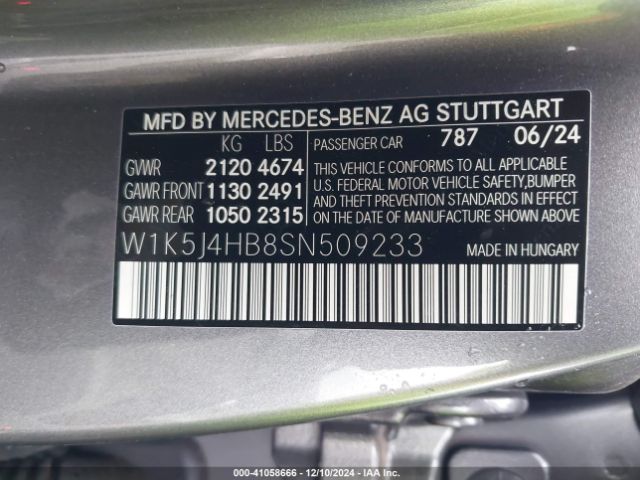 MFD BY MERCEDES-BENZ AG STUTTGART
KG LBS PASSENGER CAR 787 06/24
GVWR 2120 4674
GAWR FRONT 1130 2491
GAWR REAR 1050 2315
THIS VEHICLE CONFORMS TO ALL APPLICABLE
U.S. FEDERAL MOTOR VEHICLE SAFETY,BUMPER
AND THEFT PREVENTION STANDARDS IN EFFECT
ON THE DATE OF MANUFACTURE SHOWN ABOVE.
W1K5J4HB8SN509233 MADE IN HUNGARY
000-41058666 - 12/10/2024 - IAA Inc.